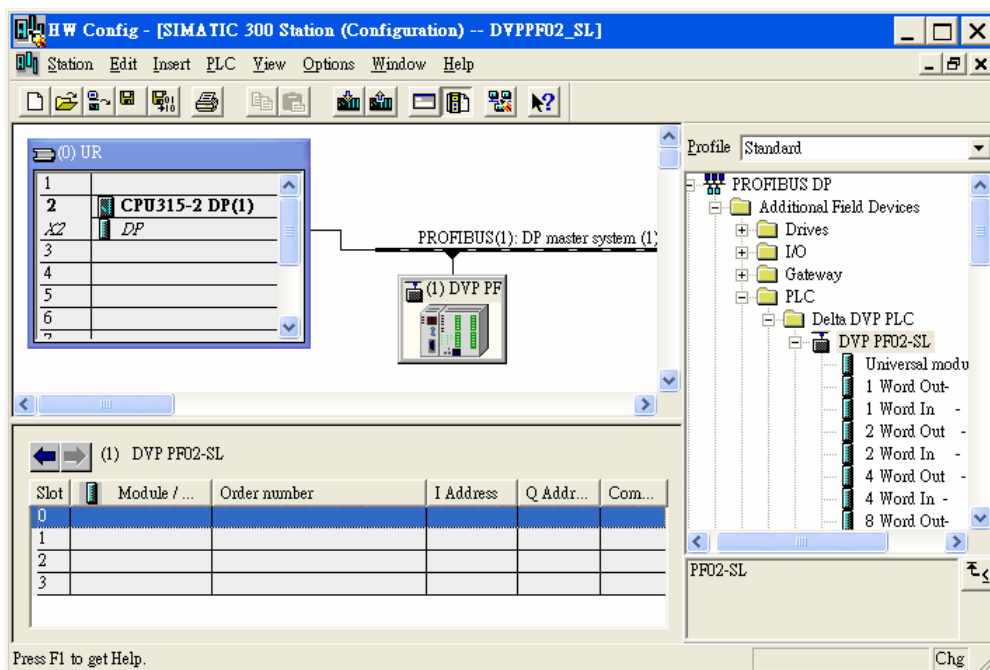 HW Config - [SIMATIC 300 Station (Configuration) -- DVPPF02_SL]
Station Edit Insert PLC View Options Window Help
(0) UR
1
2 CPU315-2 DP(1)
X2 DP
3
4
5
6
7
PROFIBUS(1): DP master system (1)
(1) DVP PF
Profile Standard
PROFIBUS DP
Additional Field Devices
Drives
I/O
Gateway
PLC
Delta DVP PLC
DVP PF02-SL
Universal modu
1 Word Out-
1 Word In -
2 Word Out -
2 Word In -
4 Word Out -
4 Word In -
8 Word Out-
PF02-SL
(1) DVP PF02-SL
Slot Module / ... Order number I Address Q Addr... Com...
0
1
2
3
Press F1 to get Help.
Chg